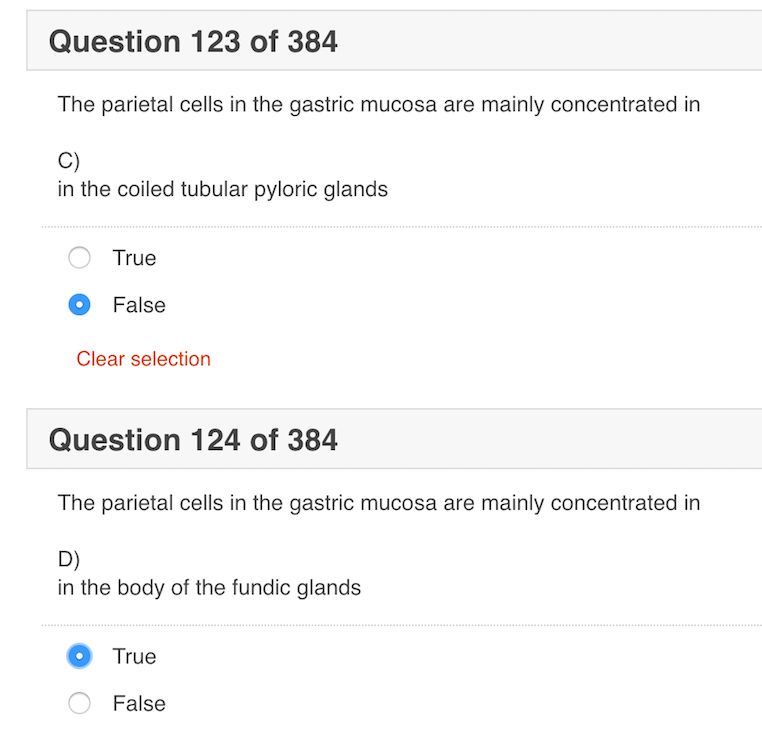 Question 123 of 384
The parietal cells in the gastric mucosa are mainly concentrated in
C)
in the coiled tubular pyloric glands
True
False
Clear selection
Question 124 of 384
The parietal cells in the gastric mucosa are mainly concentrated in
D)
in the body of the fundic glands
True
False